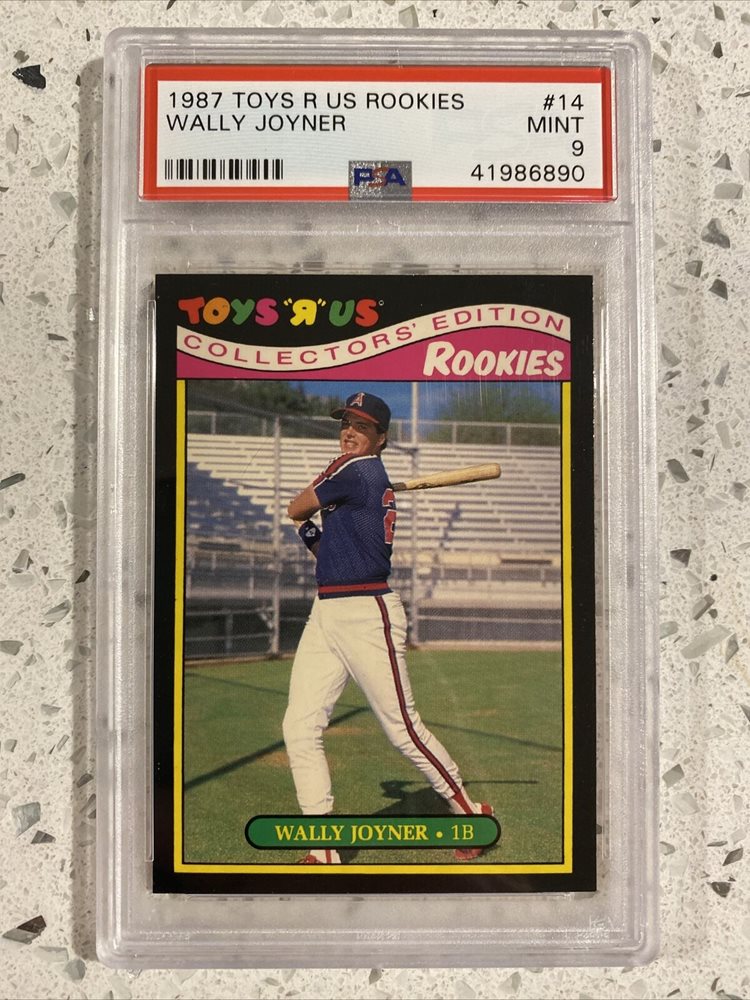 1987 TOYS R US ROOKIES #14
WALLY JOYNER MINT
9
PSA 41986890
TOYS "R" US
COLLECTORS' EDITION
ROOKIES
A
2
WALLY JOYNER • 1B